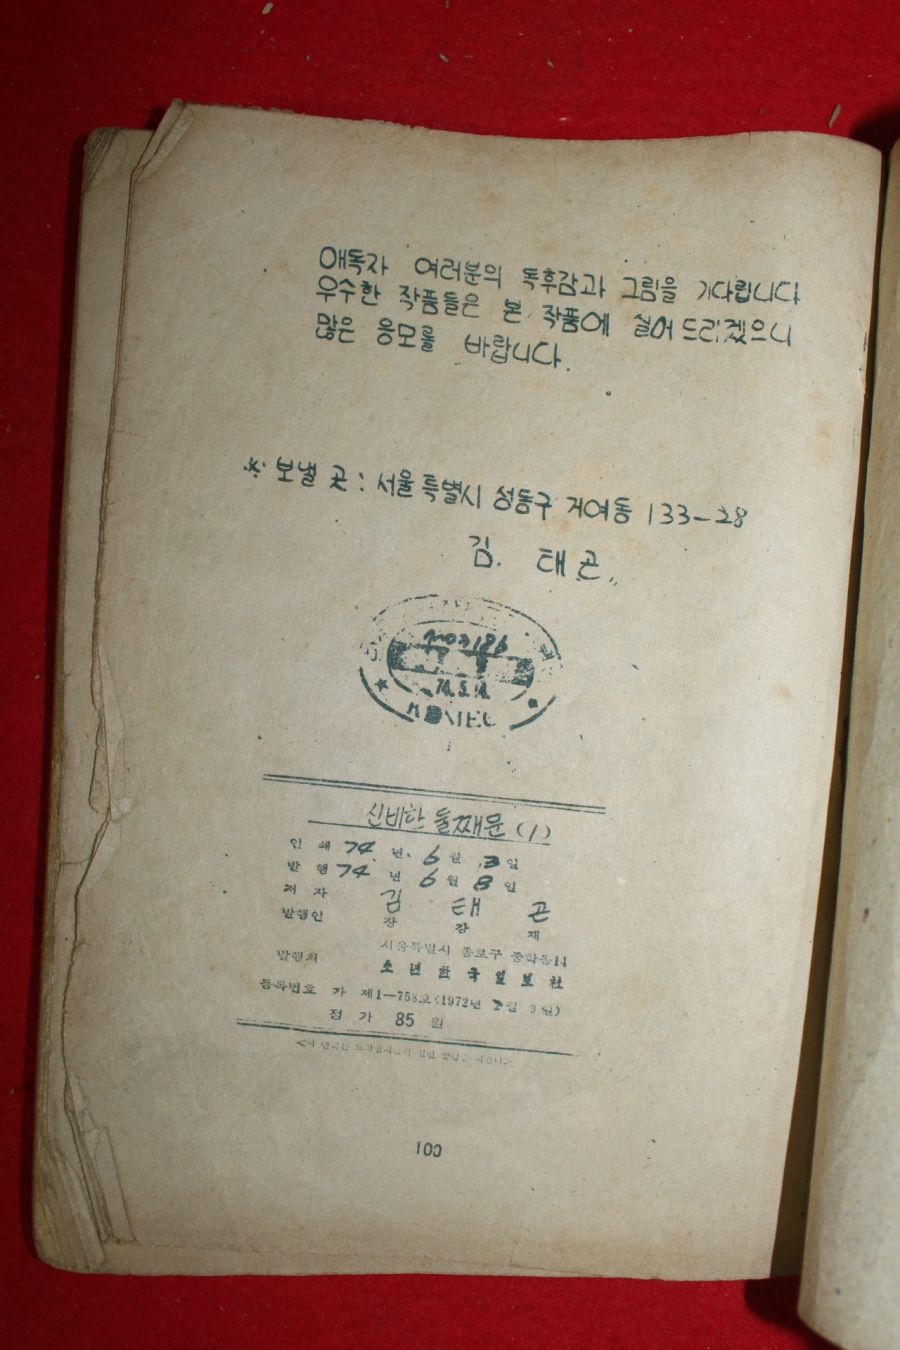 애독자 여러분의 독후감과 그림을 기다립니다
우수한 작품들은 본 작품에 실어 드리겠으니
많은 응모를 바랍니다.
※ 보낼 곳 : 서울특별시 성동구 거여동 133-28
김. 태곤.
신비한 둘째문 (1)
인쇄 74 년. 6 월 3 일
발행 74 년 6 월 8 일
저자 김 태 곤
발행인 장 강 재
서울특별시 종로구 중학동14
발행처 소년한국일보社
등록번호 가 제1-758호(1972년 2월 3일)
정가 85 원
100